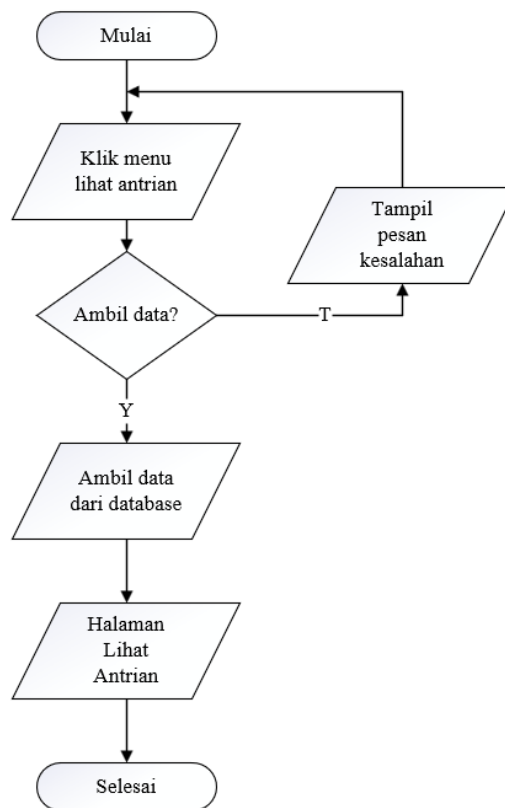 Mulai
Klik menu
lihat antrian
Tampil
pesan
kesalahan
Ambil data?
T
Y
Ambil data
dari database
Halaman
Lihat
Antrian
Selesai